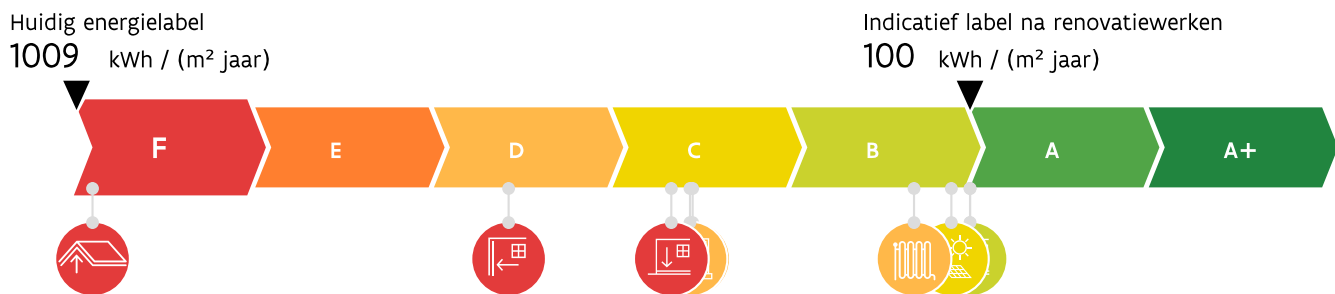 Huidig energielabel
1009 kWh / (m² jaar)
Indicatief label na renovatiewerken
100 kWh / (m² jaar)
F E D C B A A+